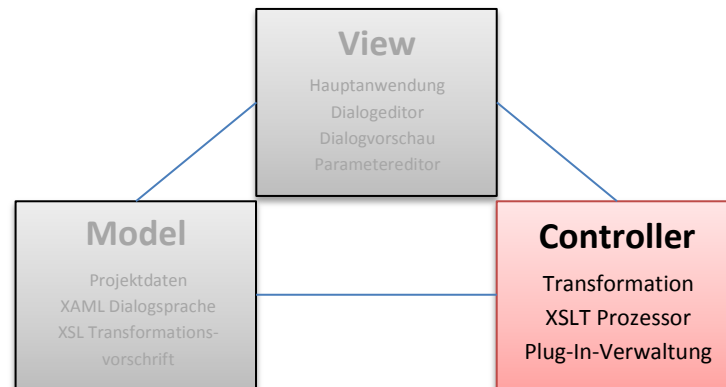 View
Hauptanwendung
Dialogeditor
Dialogvorschau
Parametereditor
Model
Projektdaten
XAML Dialogsprache
XSL Transformations-
vorschrift
Controller
Transformation
XSLT Prozessor
Plug-In-Verwaltung